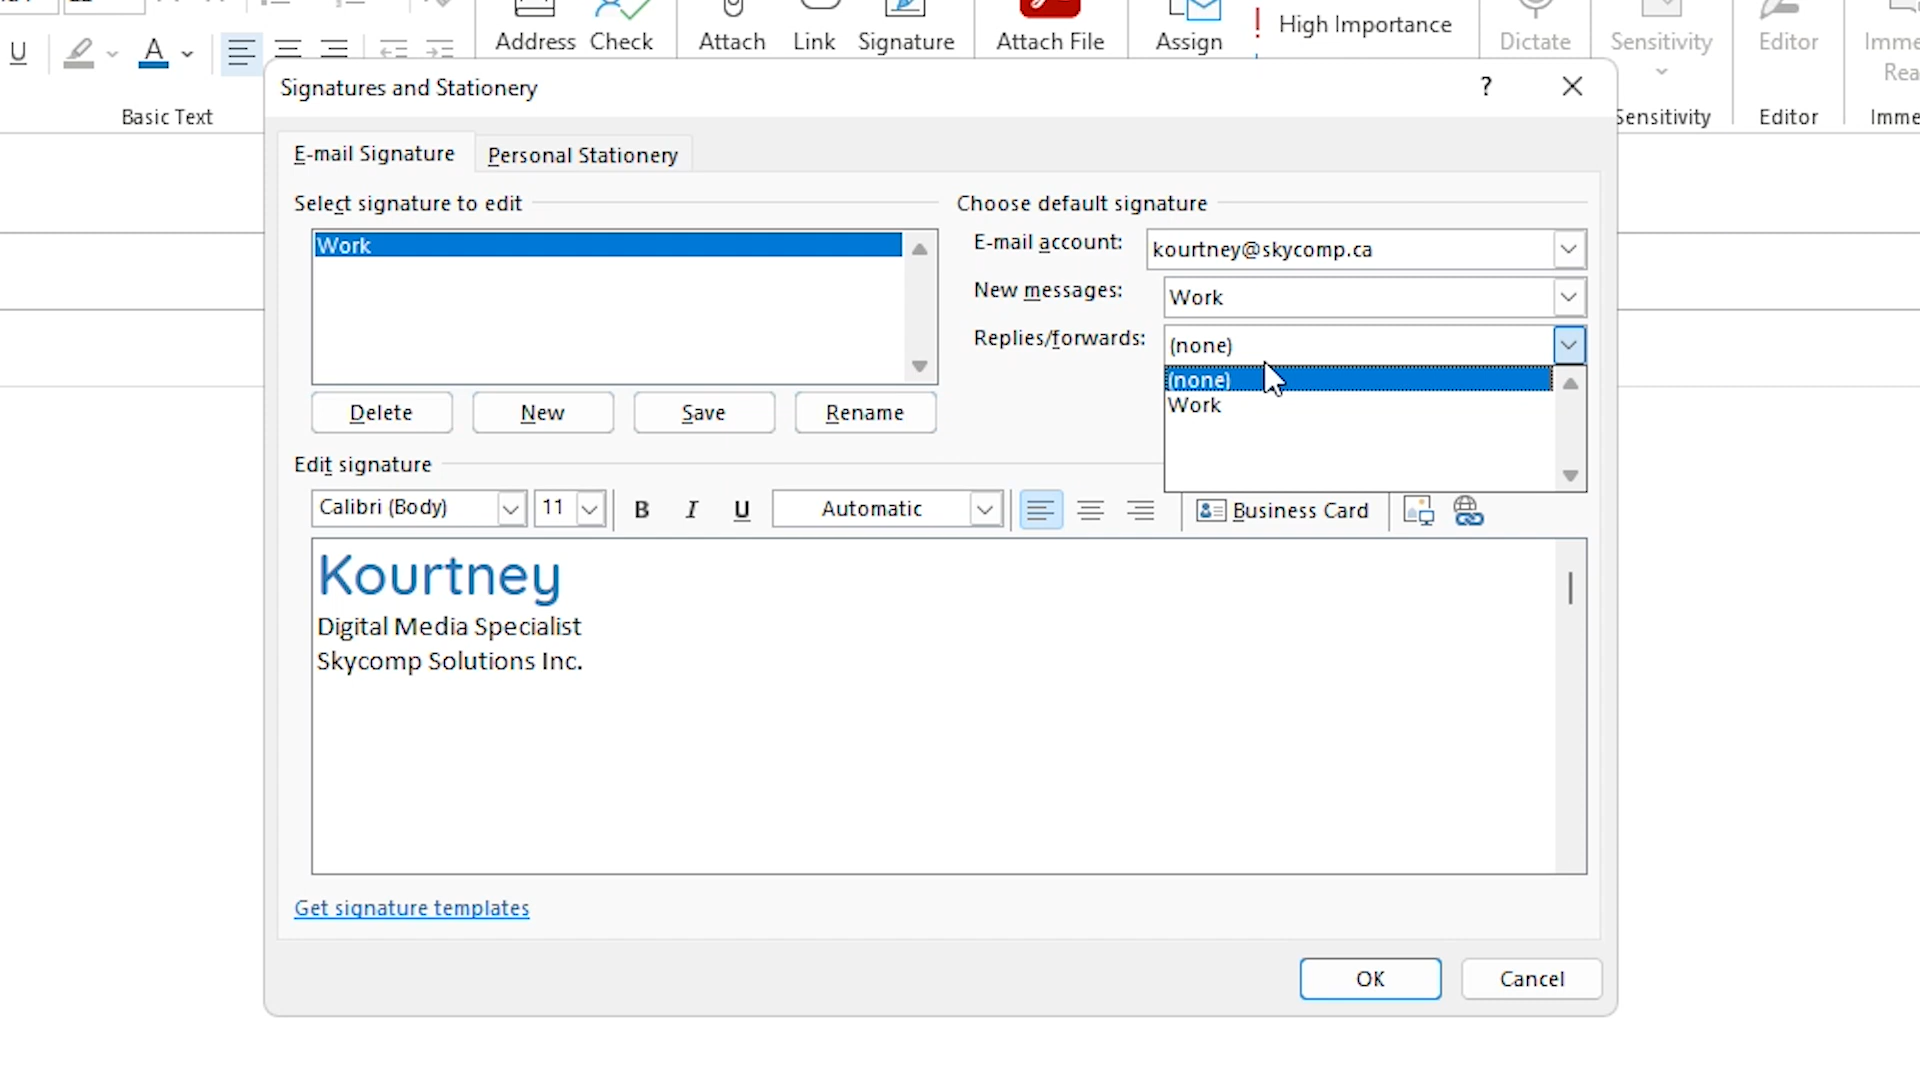 U
A
Basic Text
Address
Check
Attach
Link
Signature
Attach File
Assign
! High Importance
Dictate
Sensitivity
Sensitivity
Editor
Editor
Signatures and Stationery
?
E-mail Signature
Personal Stationery
Select signature to edit
Work
Delete
New
Save
Rename
Choose default signature
E-mail account:
kourtney@skycomp.ca
New messages:
Work
Replies/forwards:
(none)
(none)
Work
Edit signature
Calibri (Body)
11
B
I
U
Automatic
Business Card
Kourtney
Digital Media Specialist
Skycomp Solutions Inc.
Get signature templates
OK
Cancel